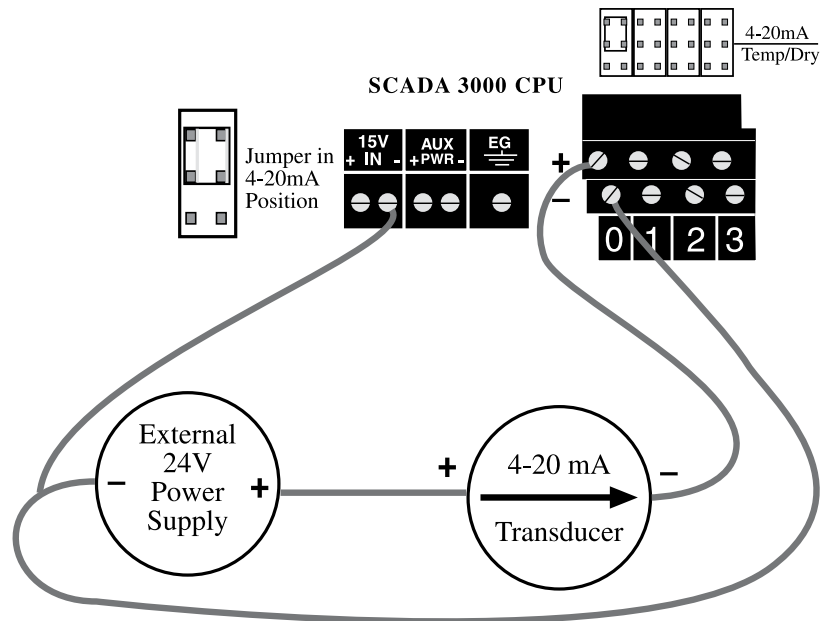 4-20mA
Temp/Dry
SCADA 3000 CPU
Jumper in
4-20mA
Position
15V
+ IN -
AUX
+PWR-
EG
+
–
0 1 2 3
External
24V
Power
Supply
–
+
+
4-20 mA
–
Transducer